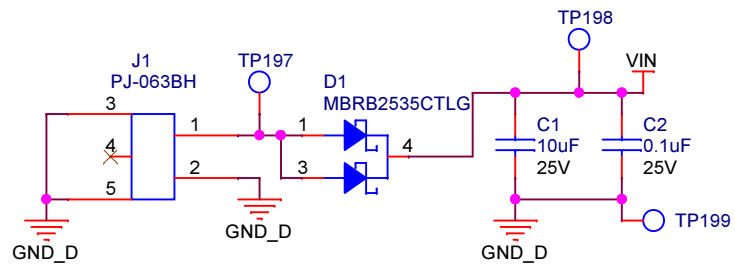 TP198
J1
PJ-063BH
TP197
D1
MBRB2535CTLG
VIN
3
1
1
4
4
2
3
5
C1
10uF
25V
C2
0.1uF
25V
GND_D
GND_D
GND_D
TP199